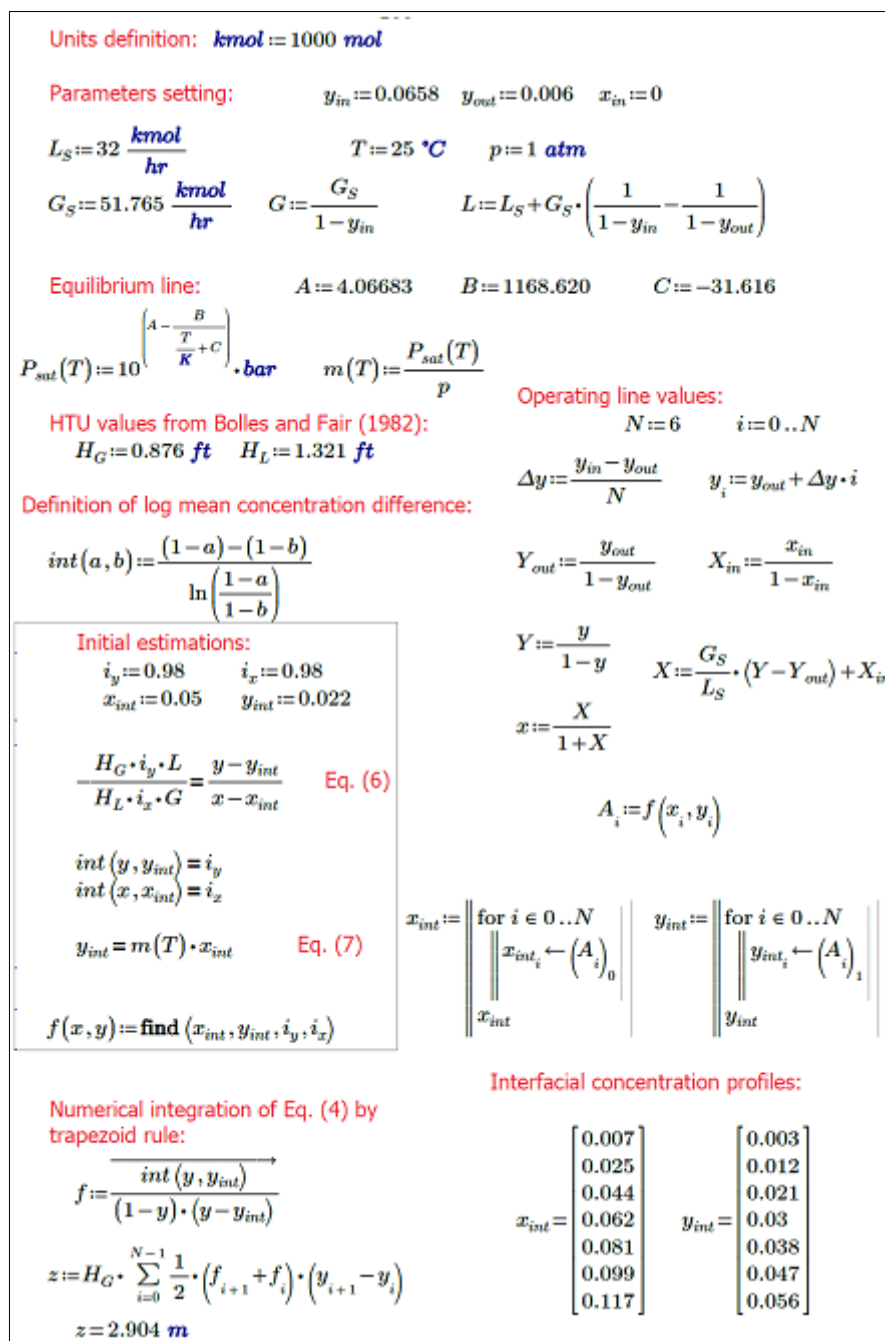 Units definition: kmol := 1000 mol
Parameters setting: y_in := 0.0658 y_out := 0.006 x_in := 0
L_S := 32 kmol/hr T := 25 °C p := 1 atm
G_S := 51.765 kmol/hr G := G_S/(1−y_in) L := L_S + G_S·(1/(1−y_in) − 1/(1−y_out))
Equilibrium line: A := 4.06683 B := 1168.620 C := −31.616
P_sat(T) := 10^(A − B/(T/K + C))·bar m(T) := P_sat(T)/p
Operating line values:
HTU values from Bolles and Fair (1982): N := 6 i := 0..N
H_G := 0.876 ft H_L := 1.321 ft
Δy := (y_in − y_out)/N y_i := y_out + Δy·i
Definition of log mean concentration difference:
int(a,b) := ((1−a)−(1−b))/ln((1−a)/(1−b))
Y_out := y_out/(1−y_out) X_in := x_in/(1−x_in)
Initial estimations:
i_y := 0.98 i_x := 0.98
x_int := 0.05 y_int := 0.022
Y := y/(1−y) X := G_S/L_S·(Y−Y_out)+X_i
x := X/(1+X)
H_G·i_y·L/(H_L·i_x·G) = (y−y_int)/(x−x_int) Eq. (6)
A_i := f(x_i, y_i)
int(y, y_int) = i_y
int(x, x_int) = i_x
y_int = m(T)·x_int Eq. (7)
f(x,y) := find(x_int, y_int, i_y, i_x)
x_int := for i ∈ 0..N
x_int_i ← (A_i)_0
x_int
y_int := for i ∈ 0..N
y_int_i ← (A_i)_1
y_int
Numerical integration of Eq. (4) by
trapezoid rule:
f := int(y, y_int)/((1−y)·(y−y_int))
z := H_G·∑_{i=0}^{N−1} 1/2·(f_{i+1}+f_i)·(y_{i+1}−y_i)
z = 2.904 m
Interfacial concentration profiles:
x_int = [0.007 0.025 0.044 0.062 0.081 0.099 0.117]
y_int = [0.003 0.012 0.021 0.03 0.038 0.047 0.056]